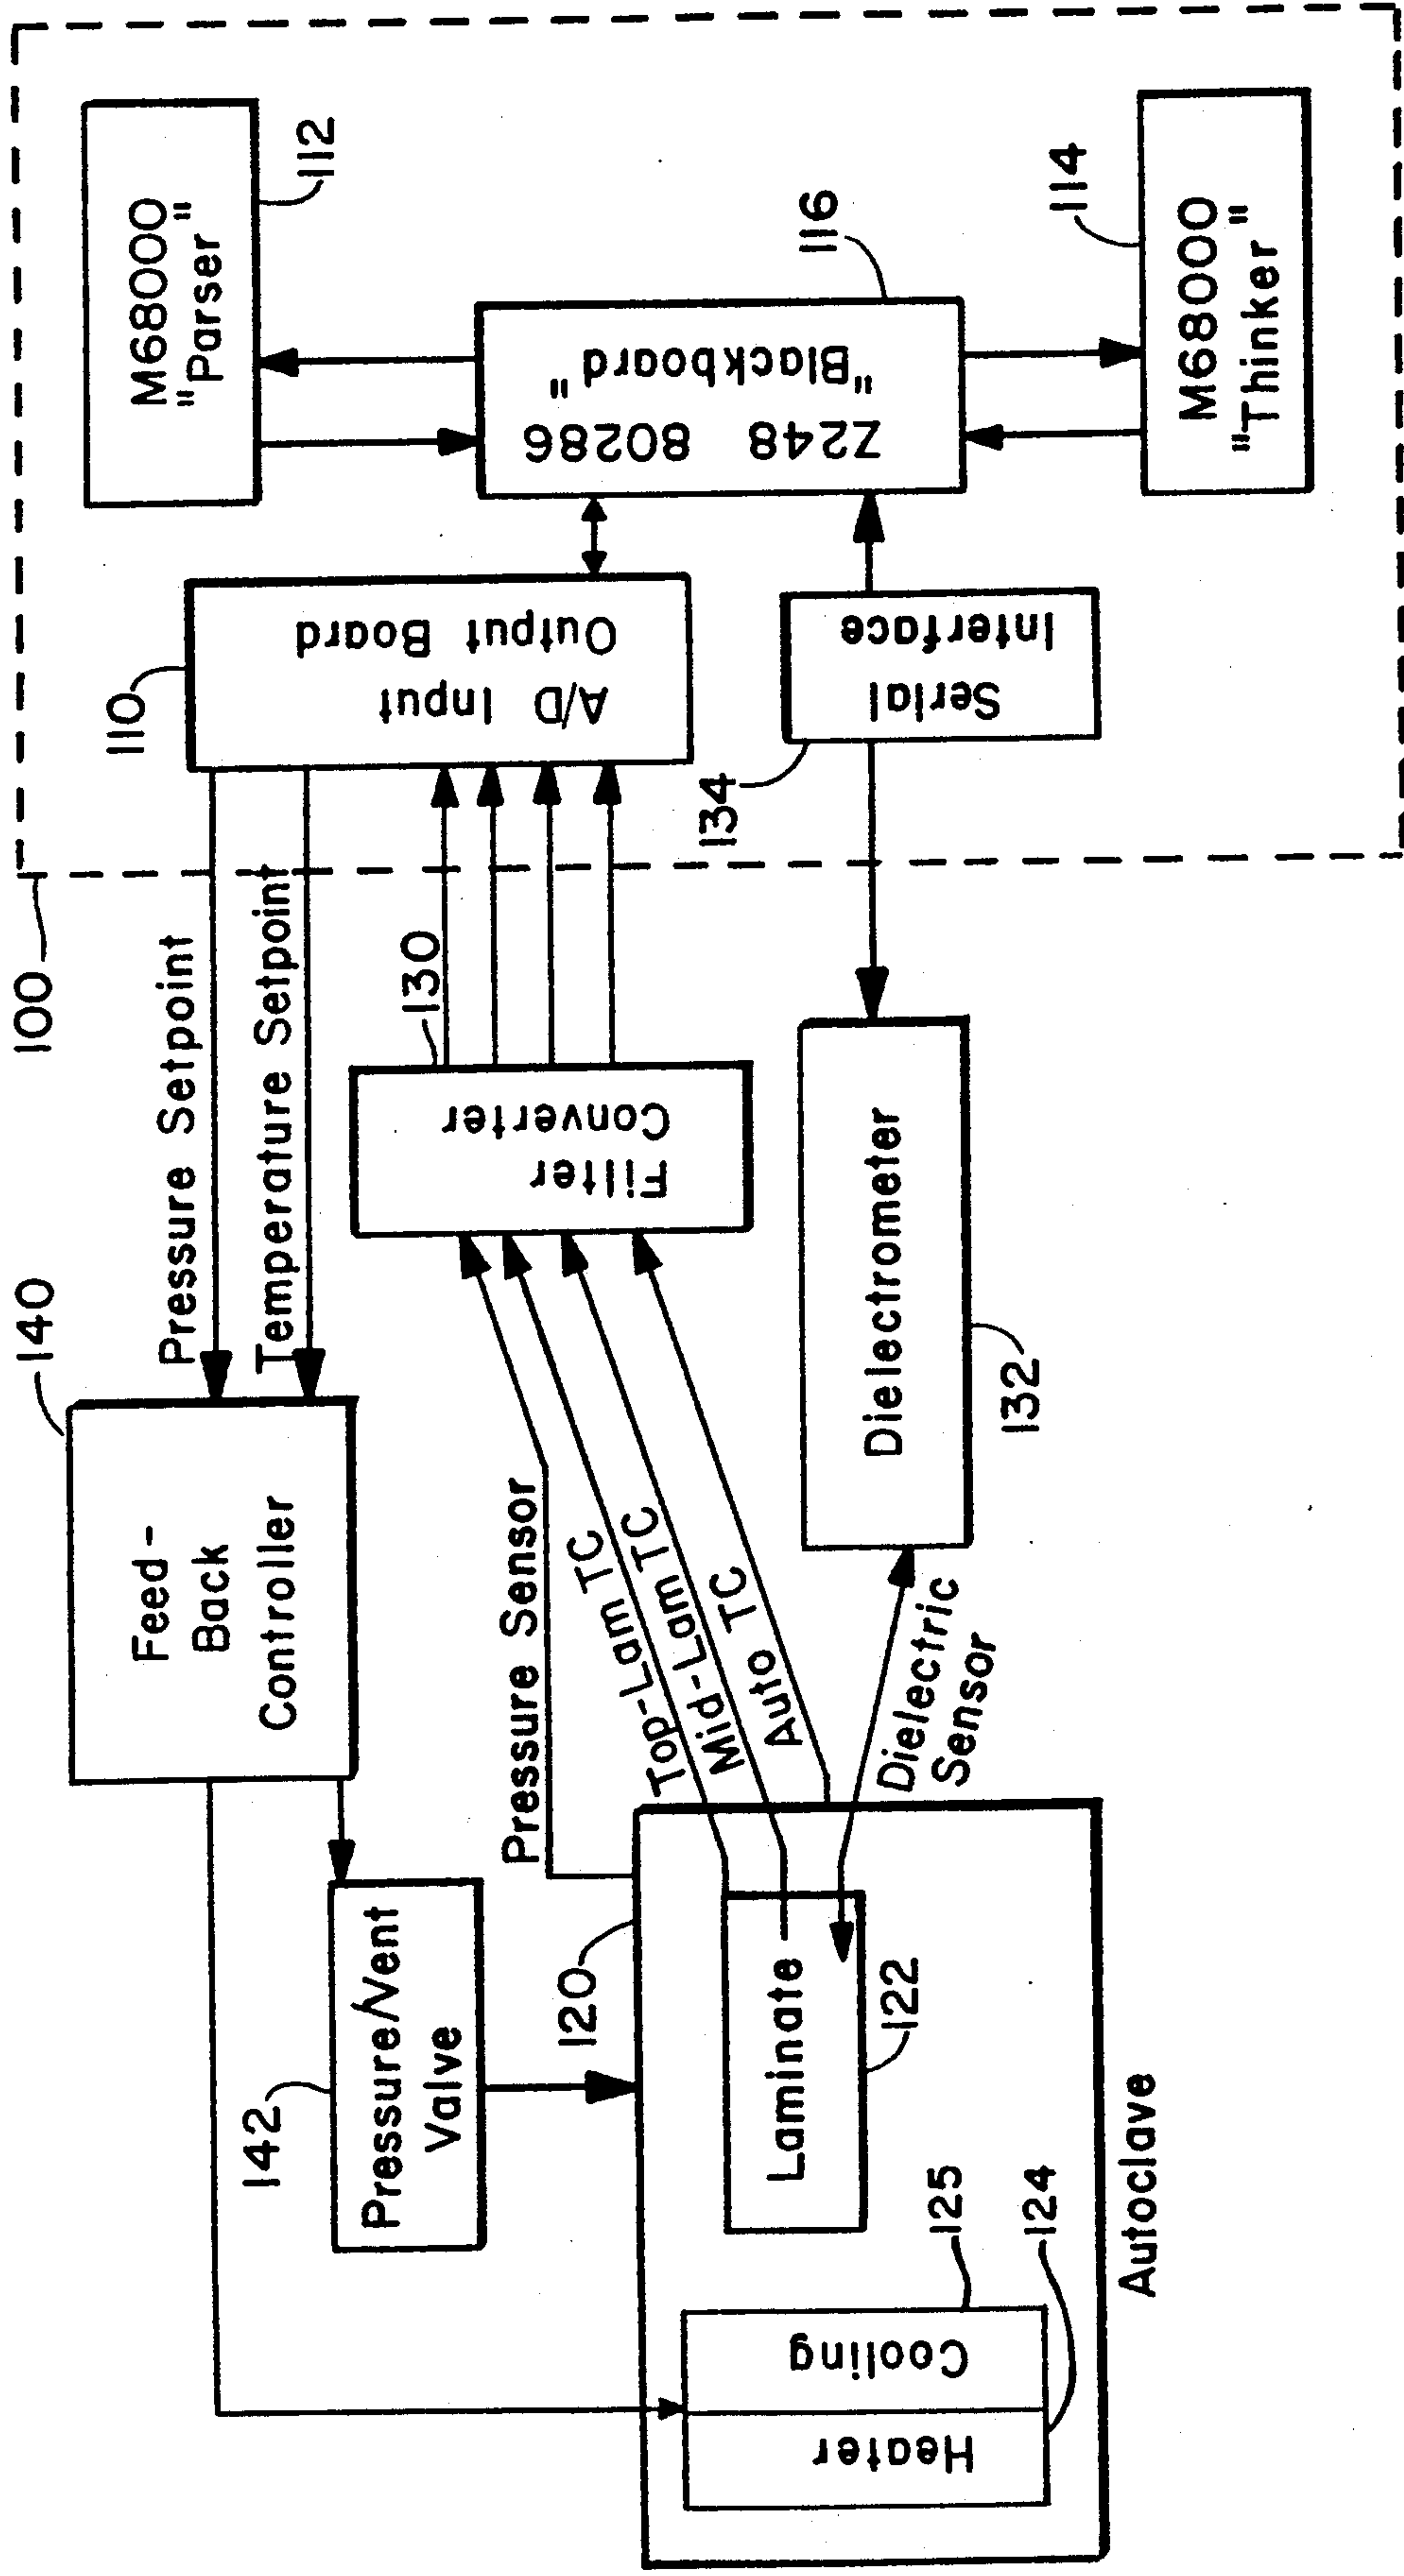 100
M68000
"Parser"
112
116
Z248 80286
"Blackboard"
M68000
"Thinker"
114
110
A/D Input
Output Board
134
Serial
Interface
Pressure Setpoint
Temperature Setpoint
130
Filter
Converter
140
Feed-
Back
Controller
Dielectrometer
132
Pressure Sensor
Top-Lam TC
Mid-Lam TC
Auto TC
Dielectric
Sensor
142
Pressure/Vent
Valve
120
Laminate
122
Heater
Cooling
125
124
Autoclave